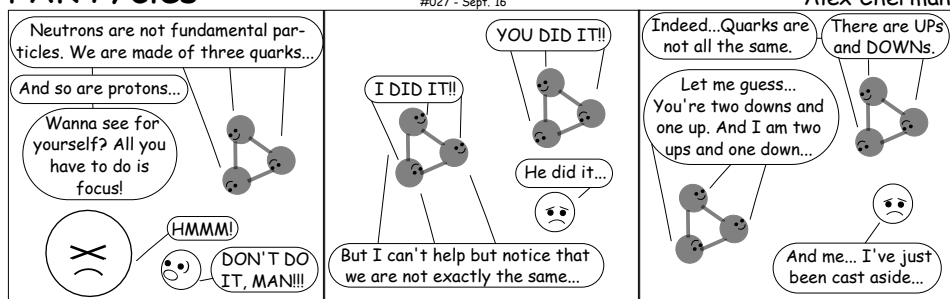 #027 - Sept. 16
Alex Cherman
Neutrons are not fundamental par-
ticles. We are made of three quarks...
And so are protons...
Wanna see for
yourself? All you
have to do is
focus!
HMMM!
DON'T DO
IT, MAN!!!
YOU DID IT!!
I DID IT!!
He did it...
But I can't help but notice that
we are not exactly the same...
Indeed...Quarks are
not all the same.
There are UPs
and DOWNs.
Let me guess...
You're two downs and
one up. And I am two
ups and one down...
And me... I've just
been cast aside...